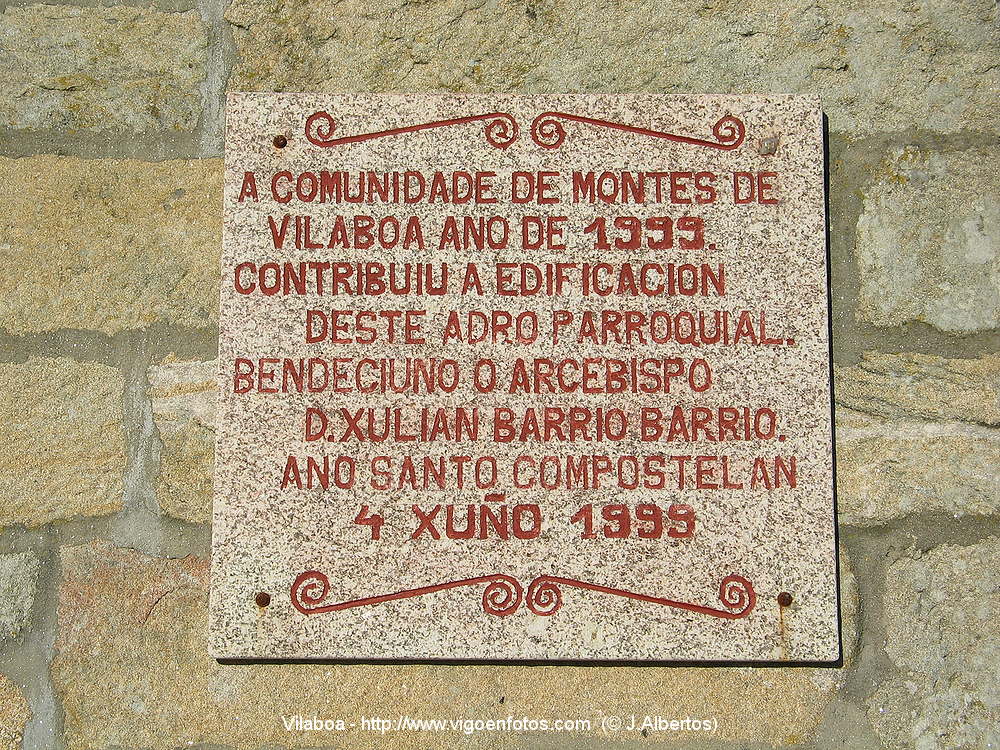 A COMUNIDADE DE MONTES DE
VILABOA ANO DE 1999.
CONTRIBUIU A EDIFICACION
DESTE ADRO PARROQUIAL.
BENDECIUNO O ARCEBISPO
D.XULIAN BARRIO BARRIO.
ANO SANTO COMPOSTELAN
4 XUÑO 1999
Vilaboa - http://www.vigoenfotos.com (© J.Albertos)